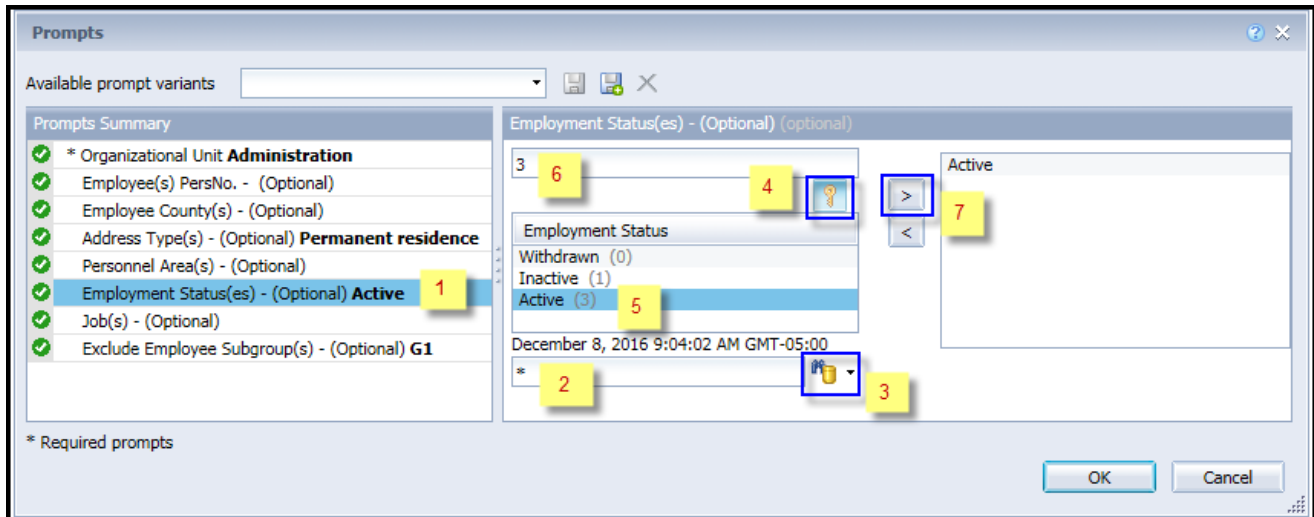 Prompts
Available prompt variants
Prompts Summary
* Organizational Unit Administration
Employee(s) PersNo. - (Optional)
Employee County(s) - (Optional)
Address Type(s) - (Optional) Permanent residence
Personnel Area(s) - (Optional)
Employment Status(es) - (Optional) Active
1
Job(s) - (Optional)
Exclude Employee Subgroup(s) - (Optional) G1
Employment Status(es) - (Optional) (optional)
3
6
4
Employment Status
Withdrawn (0)
Inactive (1)
Active (3)
5
December 8, 2016 9:04:02 AM GMT-05:00
*
2
3
>
7
<
Active
* Required prompts
OK
Cancel